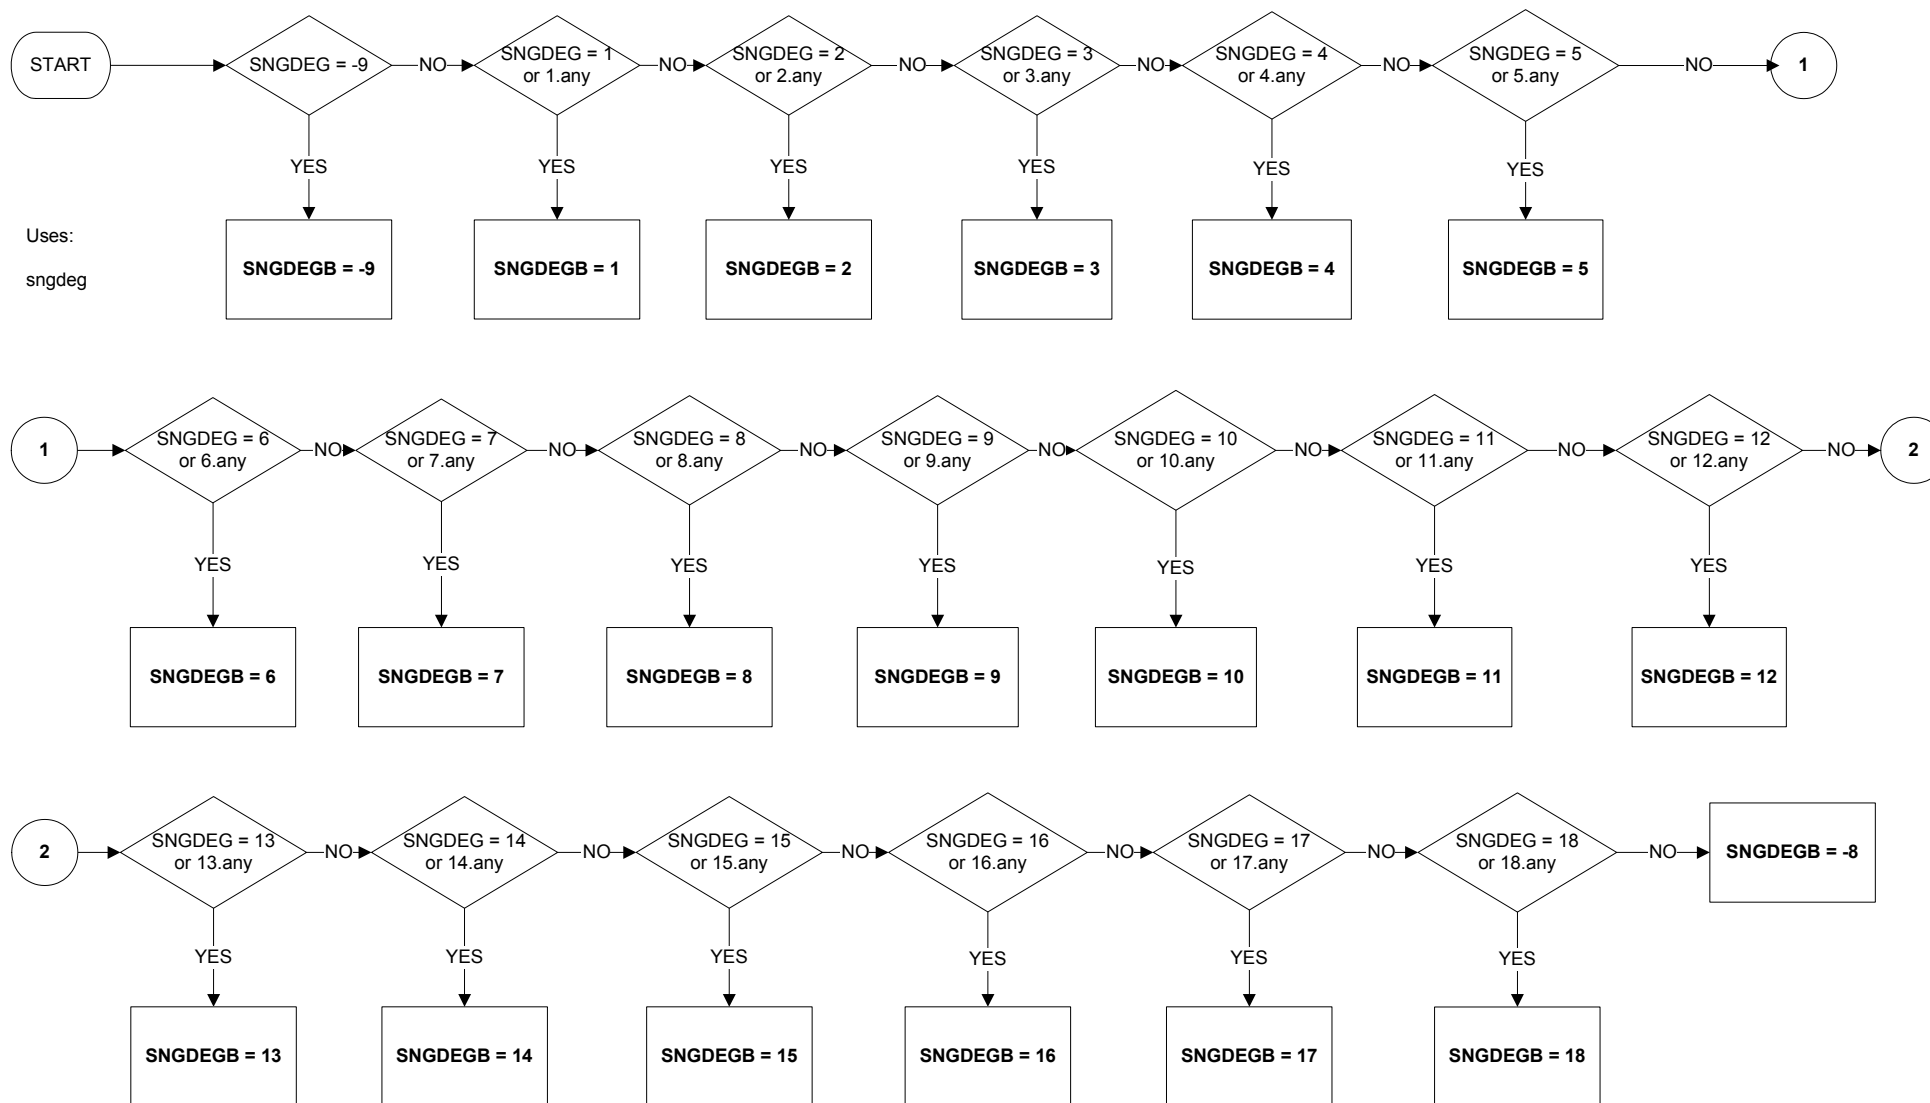 START
SNGDEG = -9
NO
SNGDEG = 1
or 1.any
NO
SNGDEG = 2
or 2.any
NO
SNGDEG = 3
or 3.any
NO
SNGDEG = 4
or 4.any
NO
SNGDEG = 5
or 5.any
NO
1
YES
YES
YES
YES
YES
YES
Uses:
sngdeg
SNGDEGB = -9
SNGDEGB = 1
SNGDEGB = 2
SNGDEGB = 3
SNGDEGB = 4
SNGDEGB = 5
1
SNGDEG = 6
or 6.any
NO
SNGDEG = 7
or 7.any
NO
SNGDEG = 8
or 8.any
NO
SNGDEG = 9
or 9.any
NO
SNGDEG = 10
or 10.any
NO
SNGDEG = 11
or 11.any
NO
SNGDEG = 12
or 12.any
NO
2
YES
YES
YES
YES
YES
YES
YES
SNGDEGB = 6
SNGDEGB = 7
SNGDEGB = 8
SNGDEGB = 9
SNGDEGB = 10
SNGDEGB = 11
SNGDEGB = 12
2
SNGDEG = 13
or 13.any
NO
SNGDEG = 14
or 14.any
NO
SNGDEG = 15
or 15.any
NO
SNGDEG = 16
or 16.any
NO
SNGDEG = 17
or 17.any
NO
SNGDEG = 18
or 18.any
NO
SNGDEGB = -8
YES
YES
YES
YES
YES
YES
SNGDEGB = 13
SNGDEGB = 14
SNGDEGB = 15
SNGDEGB = 16
SNGDEGB = 17
SNGDEGB = 18